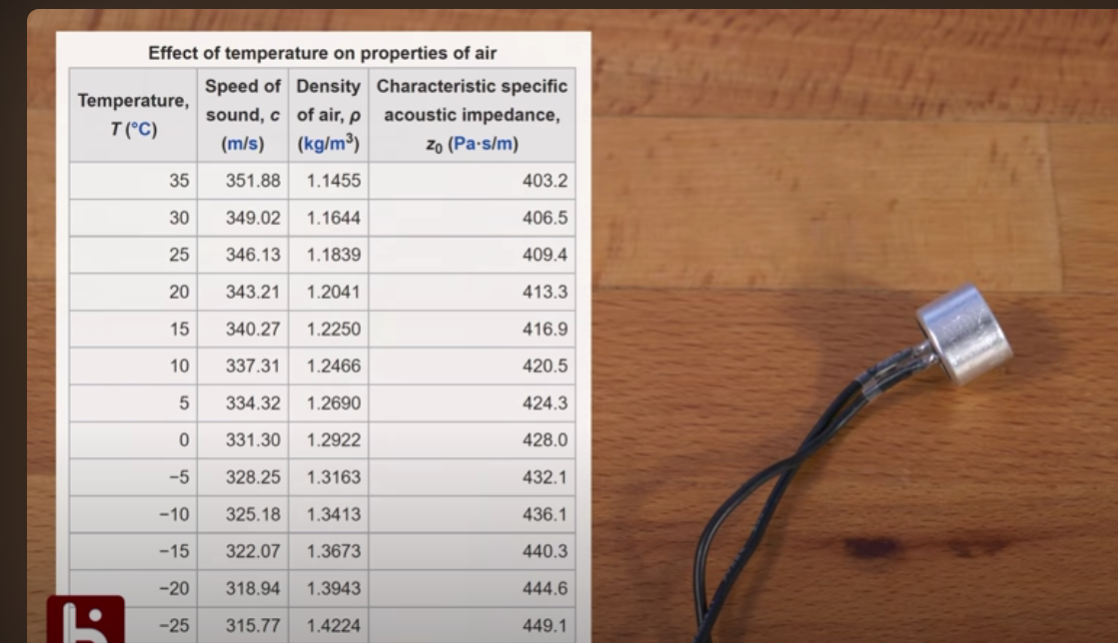 Effect of temperature on properties of air
Temperature, T (°C) Speed of sound, c (m/s) Density of air, ρ (kg/m³) Characteristic specific acoustic impedance, z₀ (Pa·s/m)
35 351.88 1.1455 403.2
30 349.02 1.1644 406.5
25 346.13 1.1839 409.4
20 343.21 1.2041 413.3
15 340.27 1.2250 416.9
10 337.31 1.2466 420.5
5 334.32 1.2690 424.3
0 331.30 1.2922 428.0
−5 328.25 1.3163 432.1
−10 325.18 1.3413 436.1
−15 322.07 1.3673 440.3
−20 318.94 1.3943 444.6
−25 315.77 1.4224 449.1